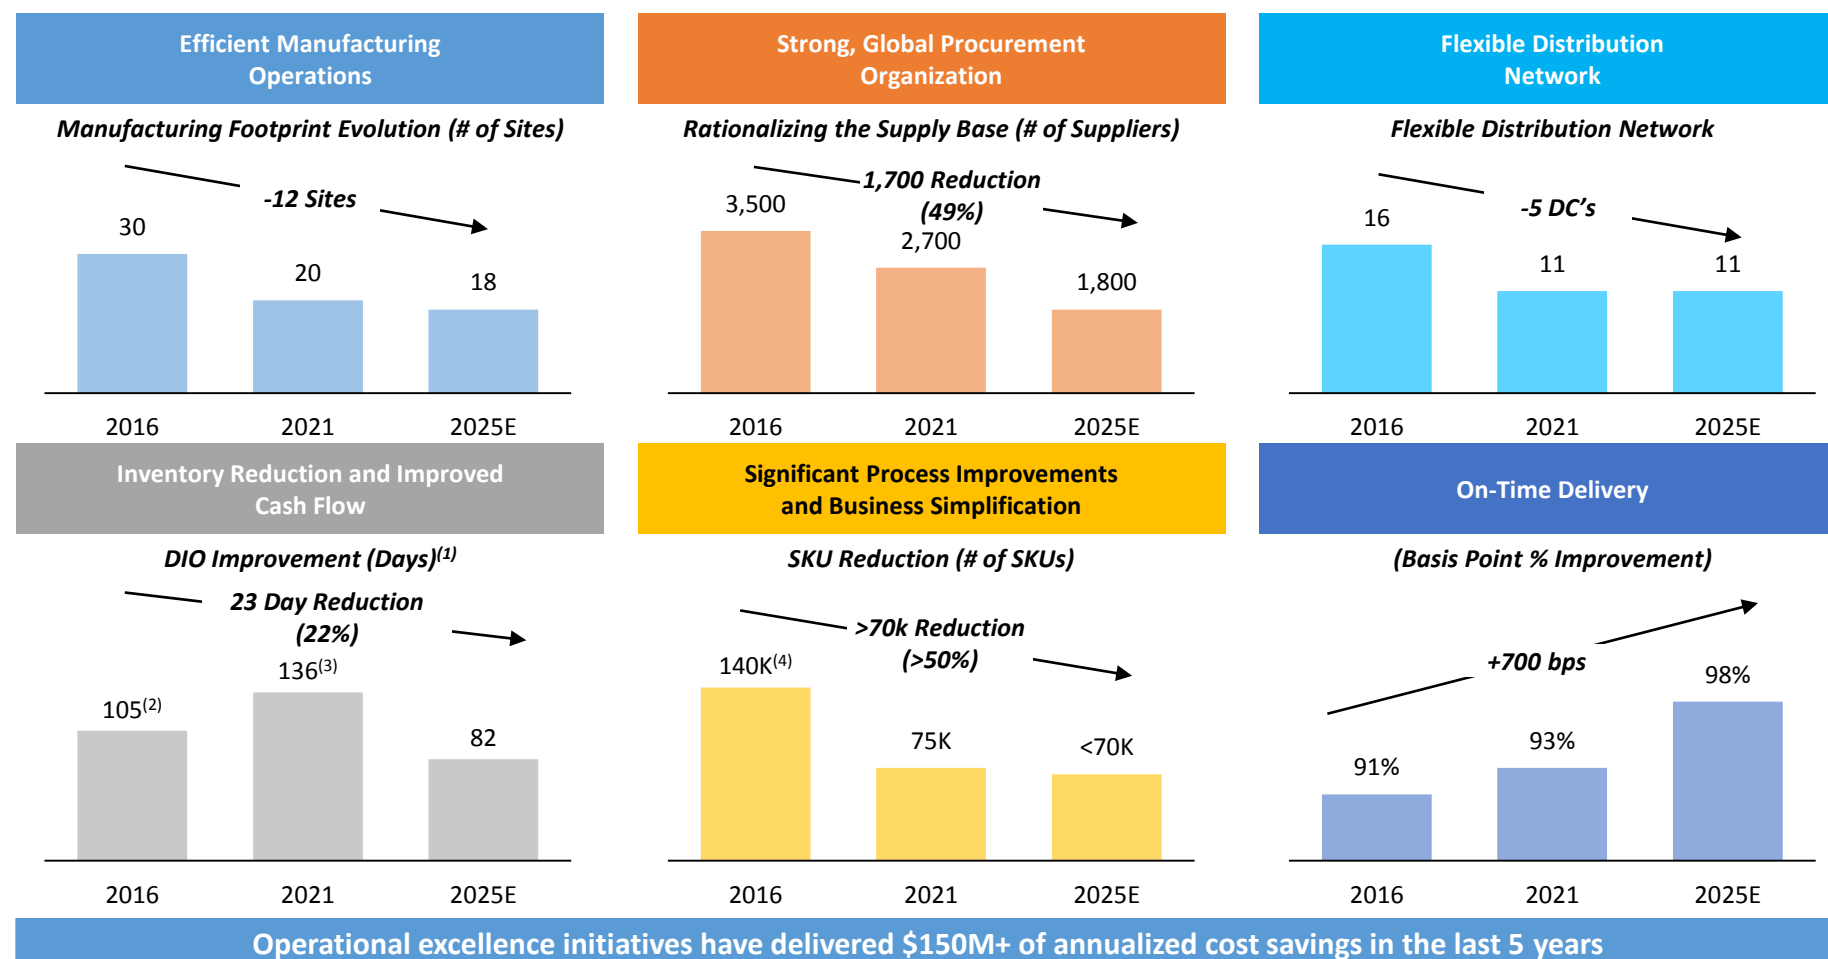 Efficient Manufacturing
Operations
Manufacturing Footprint Evolution (# of Sites)
-12 Sites
30
20
18
2016
2021
2025E
Strong, Global Procurement
Organization
Rationalizing the Supply Base (# of Suppliers)
1,700 Reduction
(49%)
3,500
2,700
1,800
2016
2021
2025E
Flexible Distribution
Network
Flexible Distribution Network
-5 DC’s
16
11
11
2016
2021
2025E
Inventory Reduction and Improved
Cash Flow
DIO Improvement (Days)(1)
23 Day Reduction
(22%)
105(2)
136(3)
82
2016
2021
2025E
Significant Process Improvements
and Business Simplification
SKU Reduction (# of SKUs)
>70k Reduction
(>50%)
140K(4)
75K
<70K
2016
2021
2025E
On-Time Delivery
(Basis Point % Improvement)
+700 bps
91%
93%
98%
2016
2021
2025E
Operational excellence initiatives have delivered $150M+ of annualized cost savings in the last 5 years